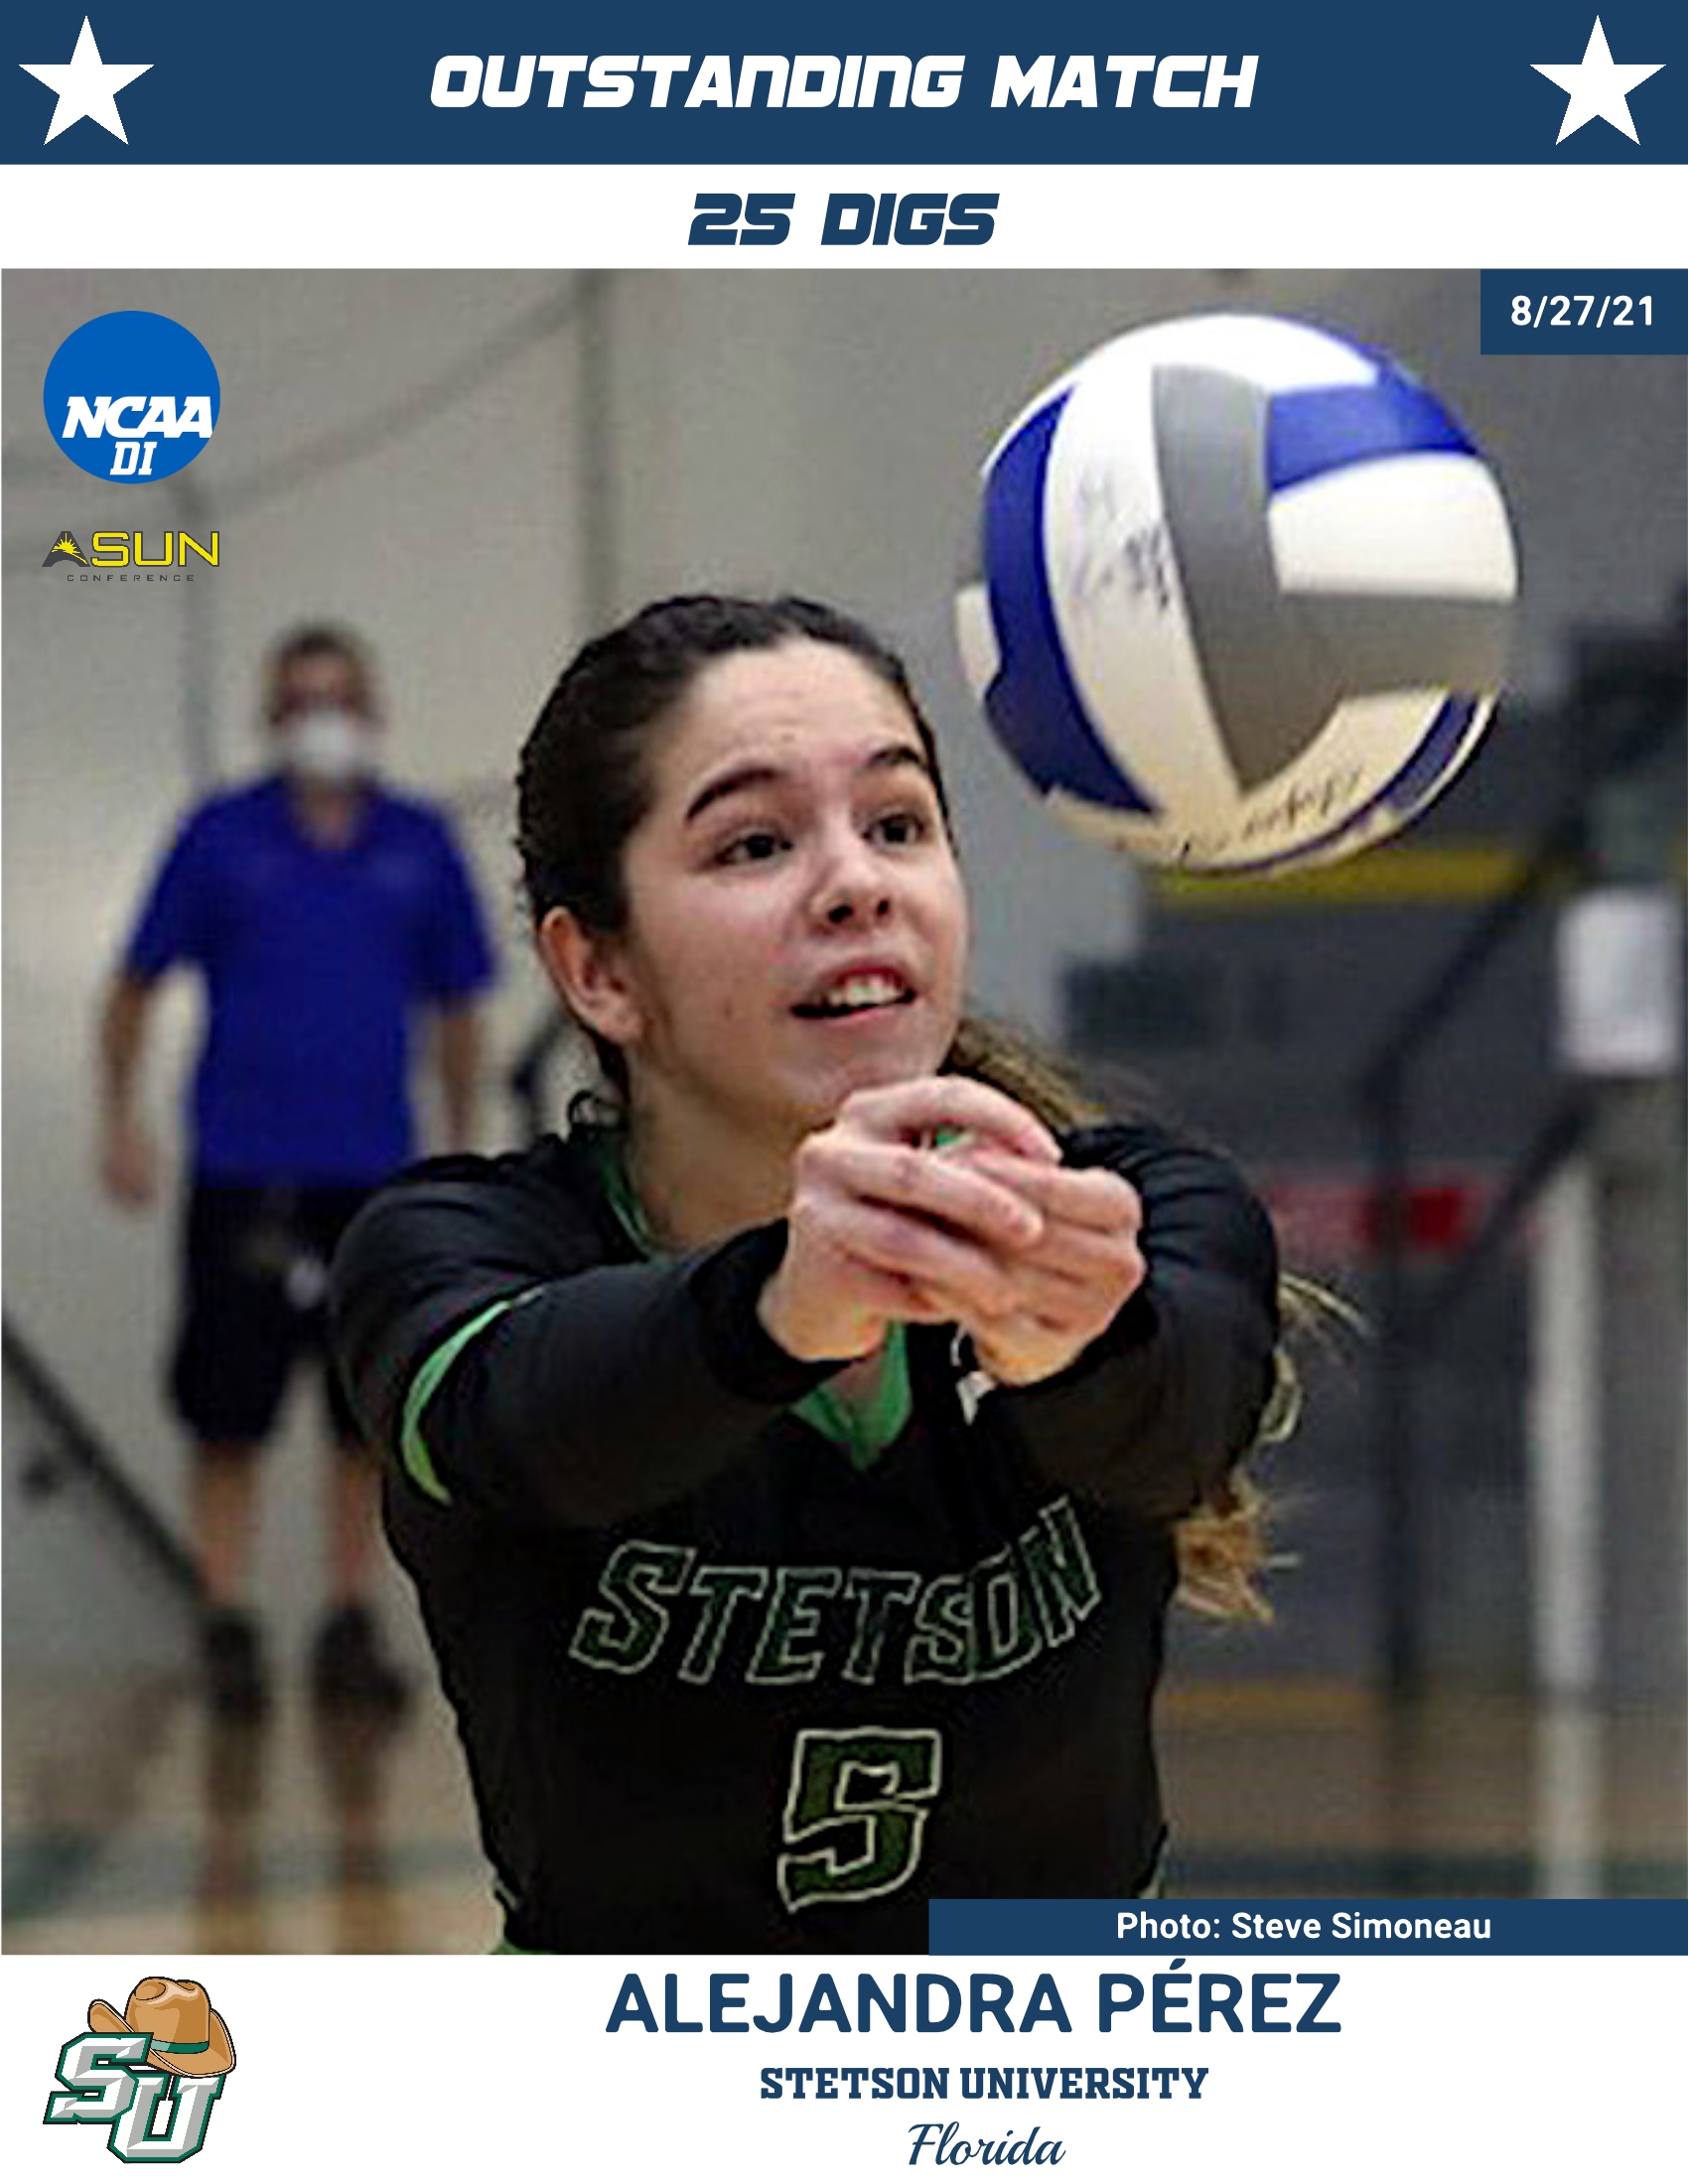 OUTSTANDING MATCH
25 DIGS
8/27/21
NCAA
DI
ASUN
CONFERENCE
STETSON
5
Photo: Steve Simoneau
ALEJANDRA PÉREZ
SU
STETSON UNIVERSITY
Florida